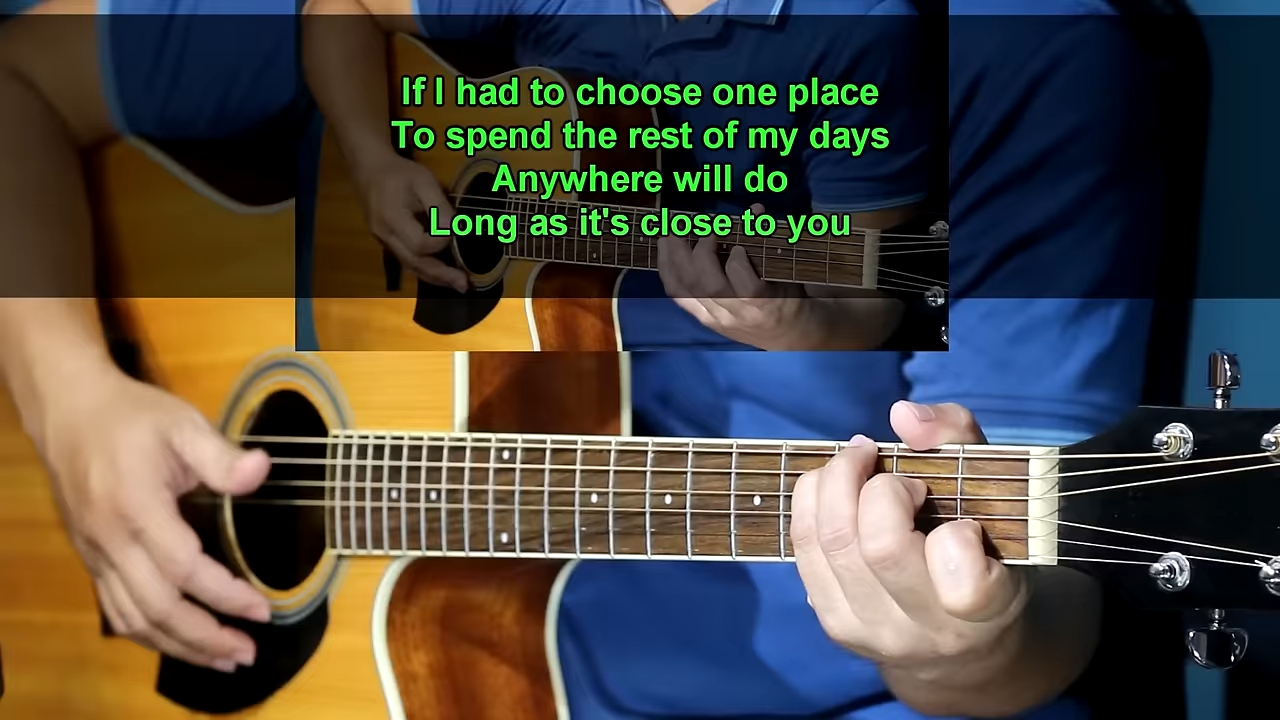 If I had to choose one place
To spend the rest of my days
Anywhere will do
Long as it's close to you